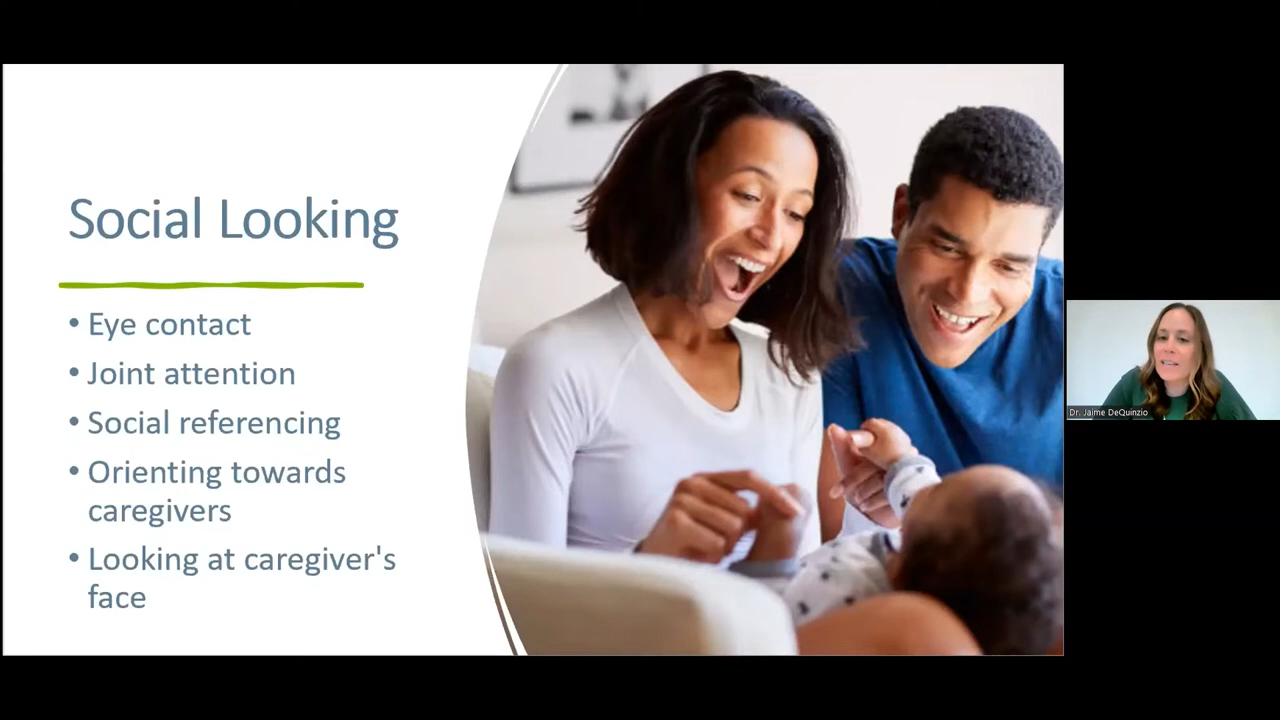 Social Looking
• Eye contact
• Joint attention
• Social referencing
• Orienting towards
caregivers
• Looking at caregiver's
face
Dr. Jaime DeQuinzio